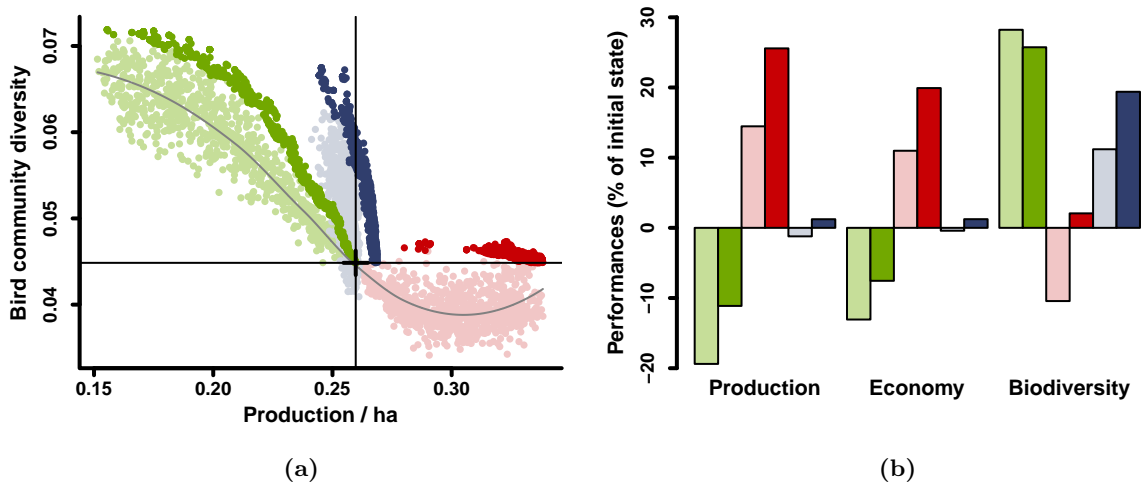 Bird community diversity
0.07
0.06
0.05
0.04
0.15 0.20 0.25 0.30
Production / ha
(a)
Performances (% of initial state)
30
20
10
0
−10
−20
Production Economy Biodiversity
(b)